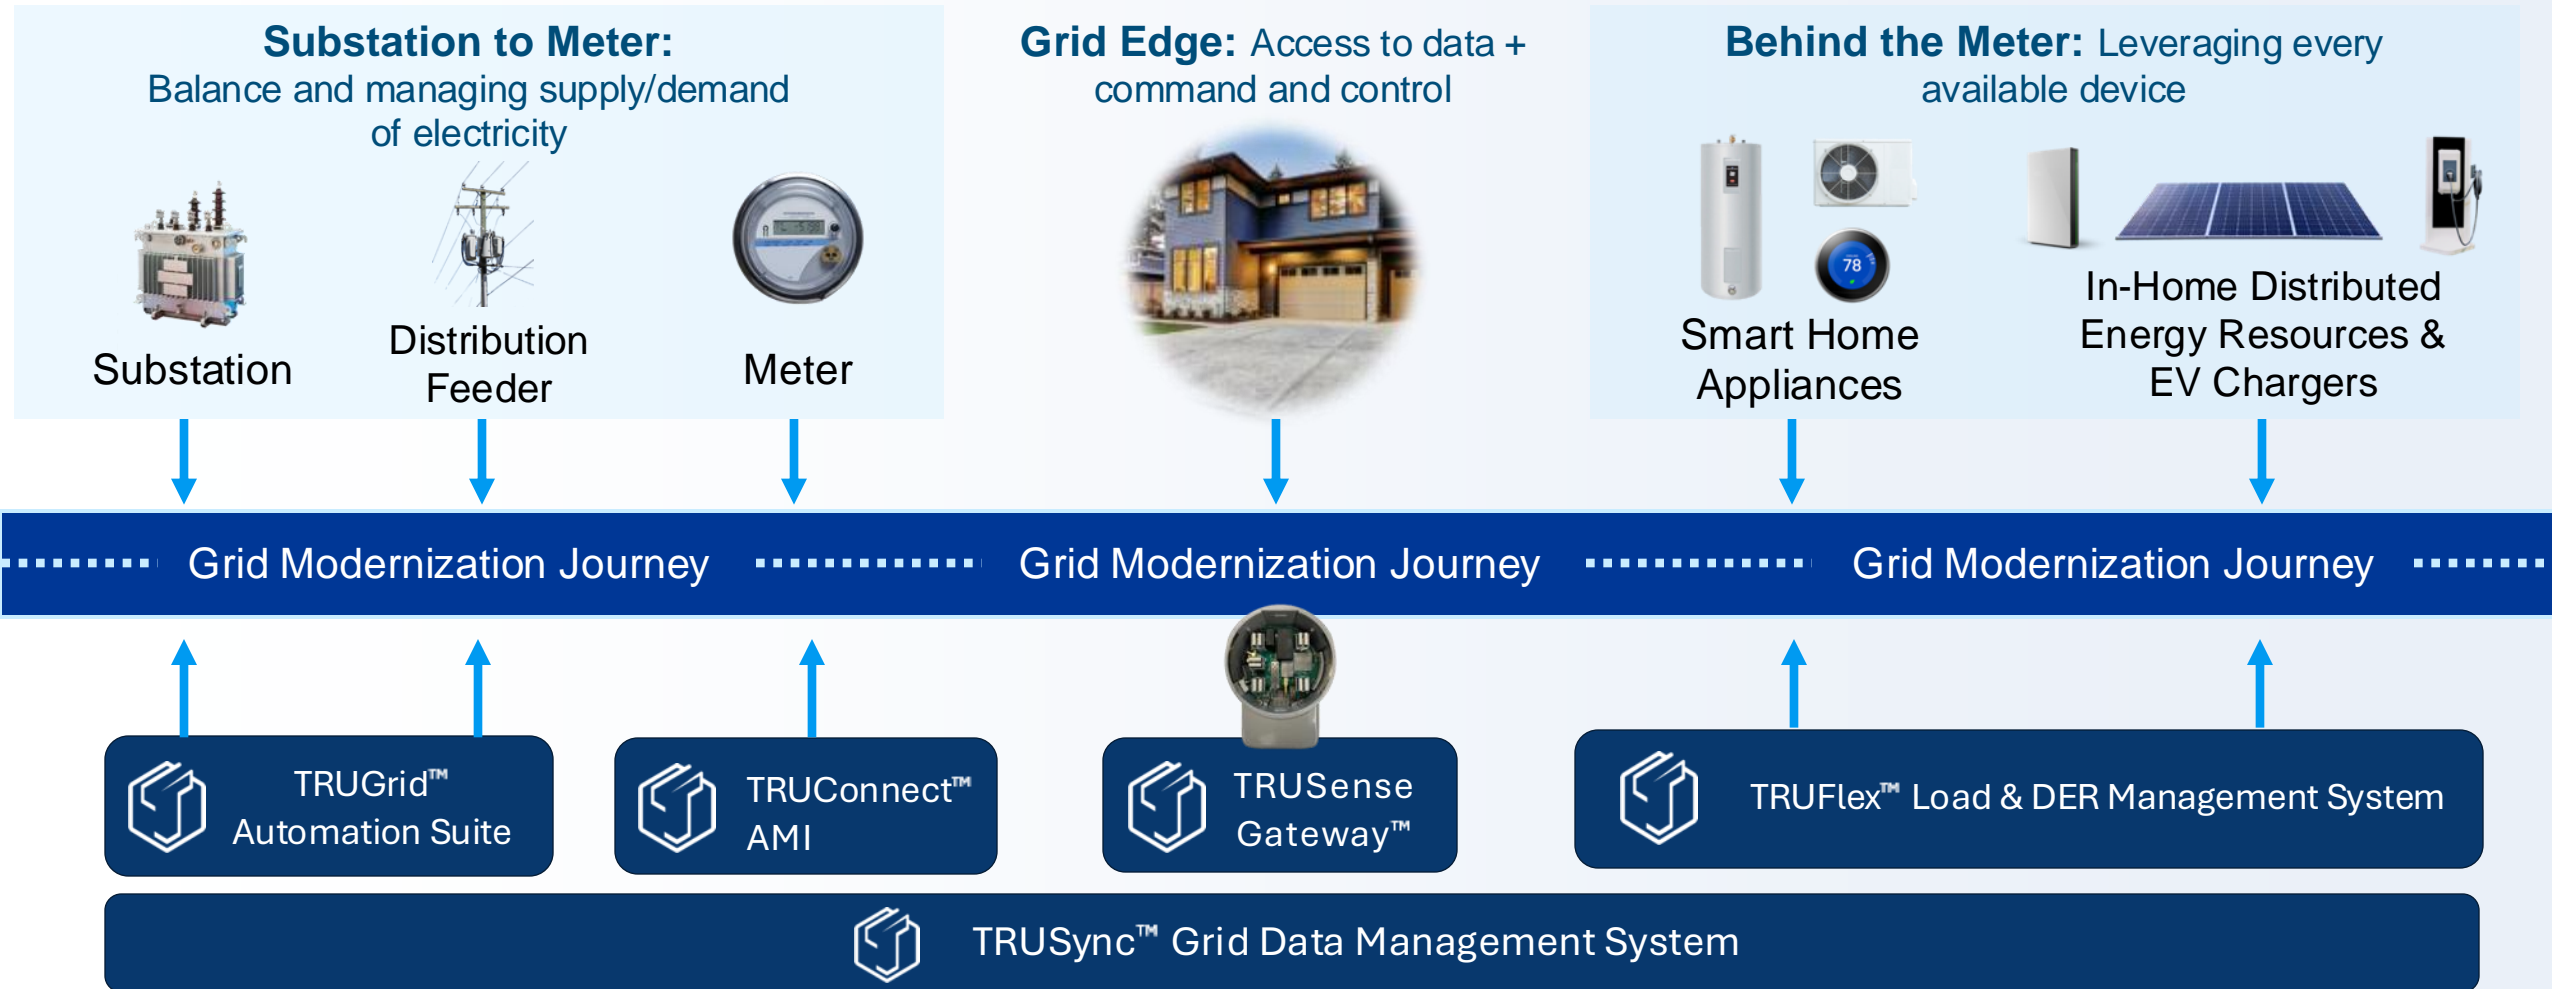 Substation to Meter:
Balance and managing supply/demand
of electricity
Grid Edge: Access to data +
command and control
Behind the Meter: Leveraging every
available device
78
Substation
Distribution
Feeder
Meter
Smart Home
Appliances
In-Home Distributed
Energy Resources &
EV Chargers
Grid Modernization Journey
Grid Modernization Journey
Grid Modernization Journey
TRUGrid™
Automation Suite
TRUConnect™
AMI
TRUSense
Gateway™
TRUFlex™ Load & DER Management System
TRUSync™ Grid Data Management System